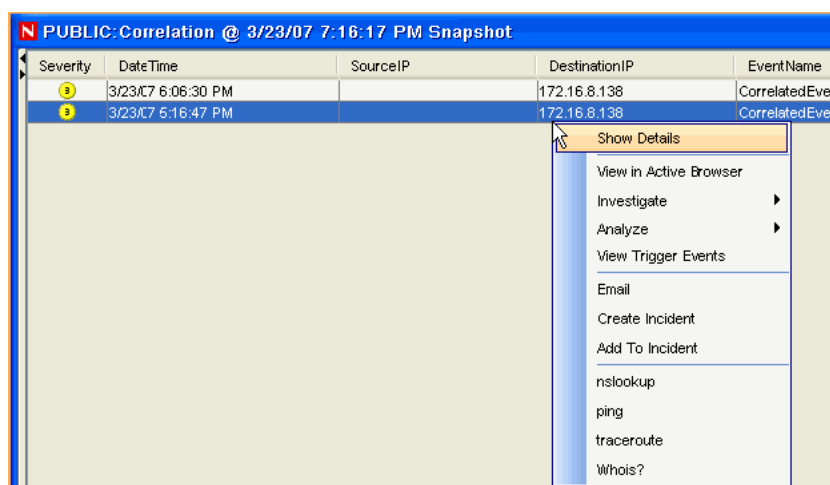 N PUBLIC:Correlation @ 3/23/07 7:16:17 PM Snapshot
Severity DateTime SourceIP DestinationIP EventName
3 3/23/07 6:06:30 PM 172.16.8.138 CorrelatedEve
3 3/23/07 5:16:47 PM 172.16.8.138 CorrelatedEve
Show Details
View in Active Browser
Investigate
Analyze
View Trigger Events
Email
Create Incident
Add To Incident
nslookup
ping
traceroute
Whois?